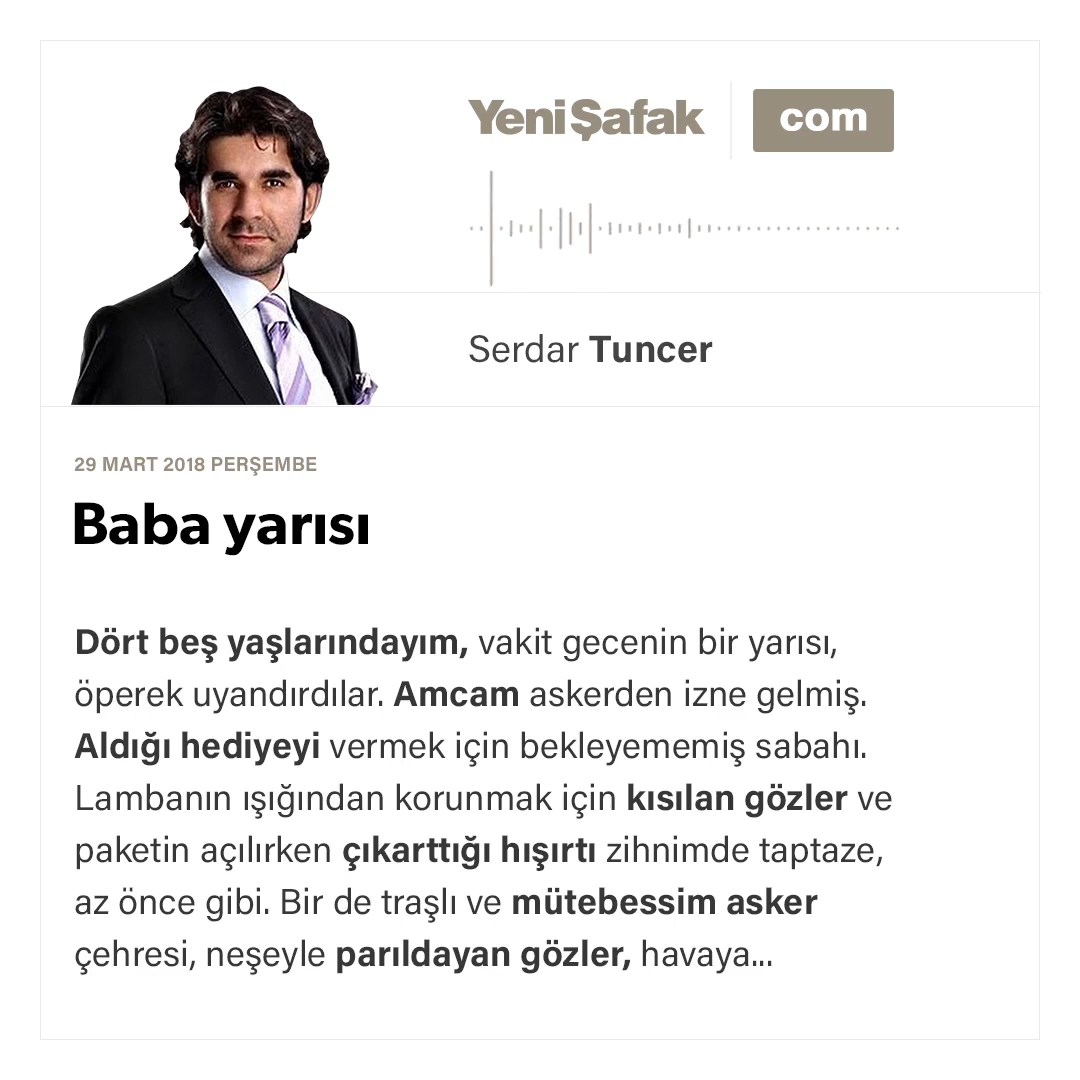 YeniŞafak com
Serdar Tuncer
29 MART 2018 PERŞEMBE
Baba yarısı
Dört beş yaşlarındayım, vakit gecenin bir yarısı,
öperek uyandırdılar. Amcam askerden izne gelmiş.
Aldığı hediyeyi vermek için bekleyememiş sabahı.
Lambanın ışığından korunmak için kısılan gözler ve
paketin açılırken çıkarttığı hışırtı zihnimde taptaze,
az önce gibi. Bir de traşlı ve mütebessim asker
çehresi, neşeyle parıldayan gözler, havaya...